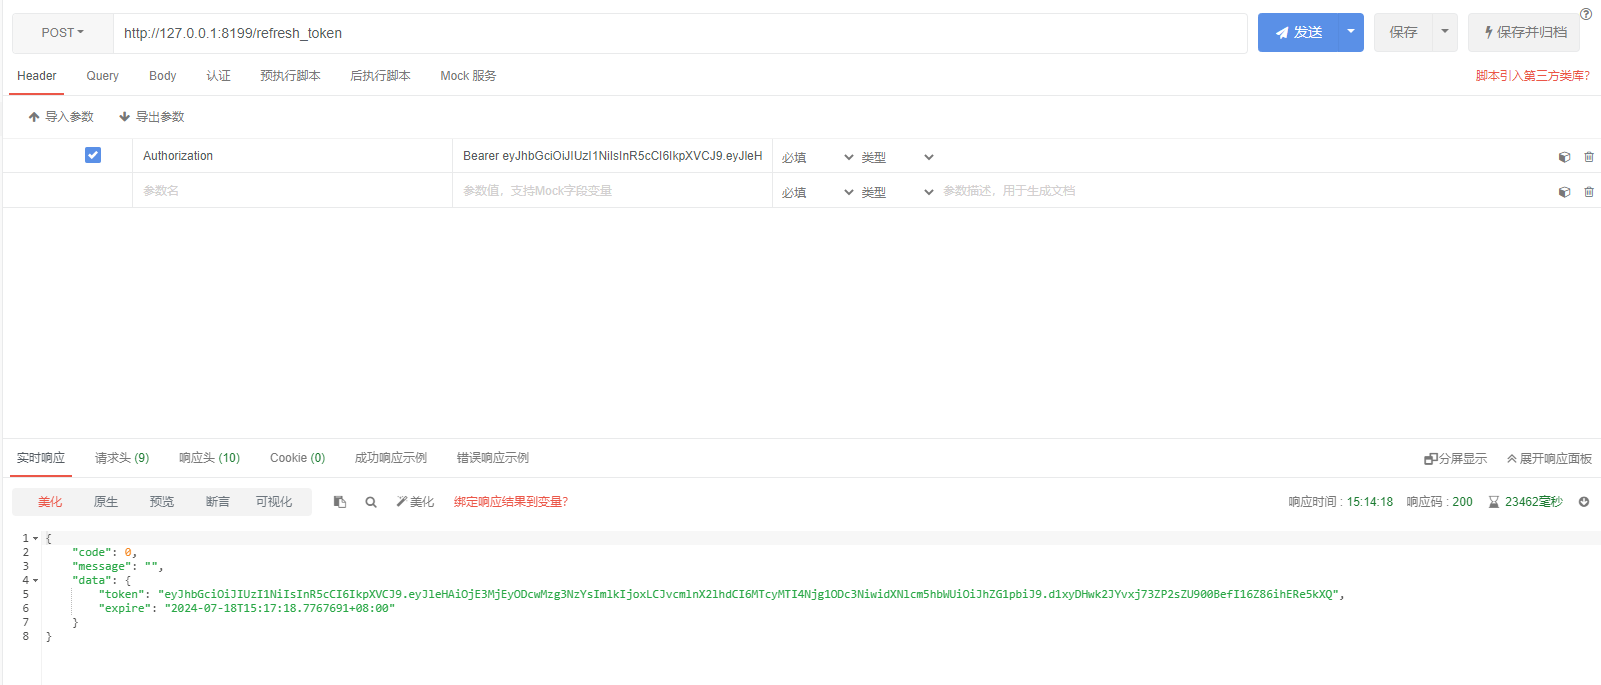 POST http://127.0.0.1:8199/refresh_token 发送 保存 保存并归档
Header Query Body 认证 预执行脚本 后执行脚本 Mock 服务 脚本引入第三方类库?
导入参数 导出参数
Authorization Bearer eyJhbGciOiJIUzI1NiIsInR5cCI6IkpXVCJ9.eyJleH 必填 类型
参数名 参数值，支持Mock字段变量 必填 类型 参数描述，用于生成文档
实时响应 请求头 (9) 响应头 (10) Cookie (0) 成功响应示例 错误响应示例 分屏显示 展开响应面板
美化 原生 预览 断言 可视化 美化 绑定响应结果到变量? 响应时间 : 15:14:18 响应码 : 200 23462毫秒
1 {
2 "code": 0,
3 "message": "",
4 "data": {
5 "token": "eyJhbGciOiJIUzI1NiIsInR5cCI6IkpXVCJ9.eyJleHAiOjE3MjEyODcwMzg3NzYsImlkIjoxLCJvcmlnX2lhdCI6MTcyMTI4Njg1ODc3NiwidXNlcm5hbWUiOiJhZG1pbiJ9.d1xyDHwk2JYvxj73ZP2sZU900BefI16Z86ihERe5kXQ",
6 "expire": "2024-07-18T15:17:18.7767691+08:00"
7 }
8 }